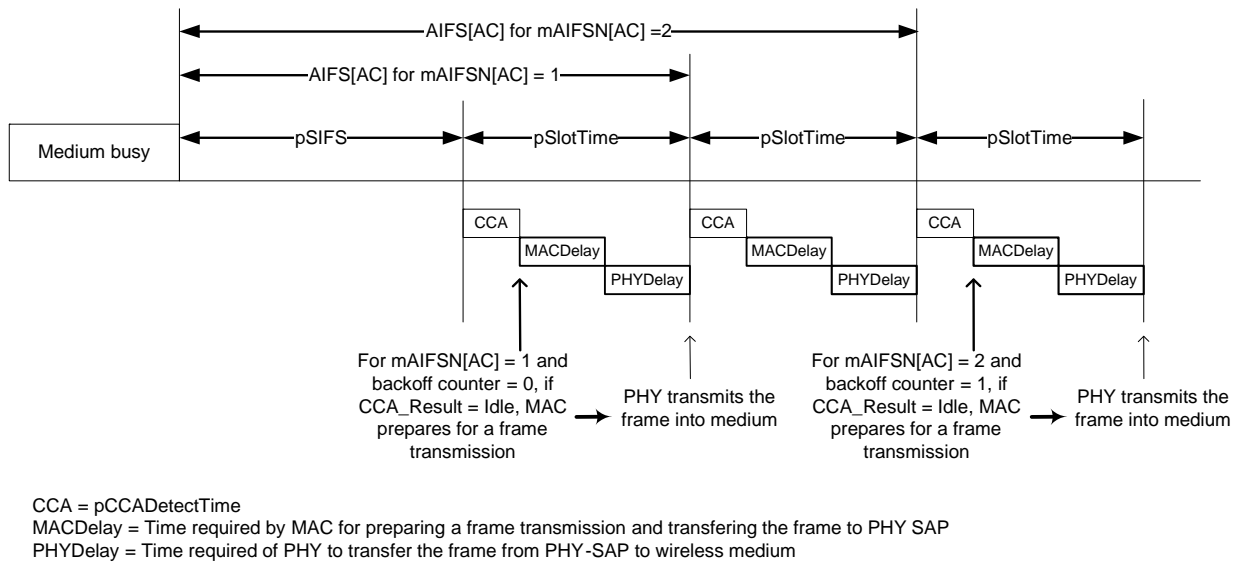 AIFS[AC] for mAIFSN[AC] =2
AIFS[AC] for mAIFSN[AC] = 1
Medium busy
pSIFS
pSlotTime
pSlotTime
pSlotTime
CCA
CCA
CCA
MACDelay
MACDelay
MACDelay
PHYDelay
PHYDelay
PHYDelay
For mAIFSN[AC] = 1 and
backoff counter = 0, if
CCA_Result = Idle, MAC
prepares for a frame
transmission
PHY transmits the
frame into medium
For mAIFSN[AC] = 2 and
backoff counter = 1, if
CCA_Result = Idle, MAC
prepares for a frame
transmission
PHY transmits the
frame into medium
CCA = pCCADetectTime
MACDelay = Time required by MAC for preparing a frame transmission and transfering the frame to PHY SAP
PHYDelay = Time required of PHY to transfer the frame from PHY-SAP to wireless medium